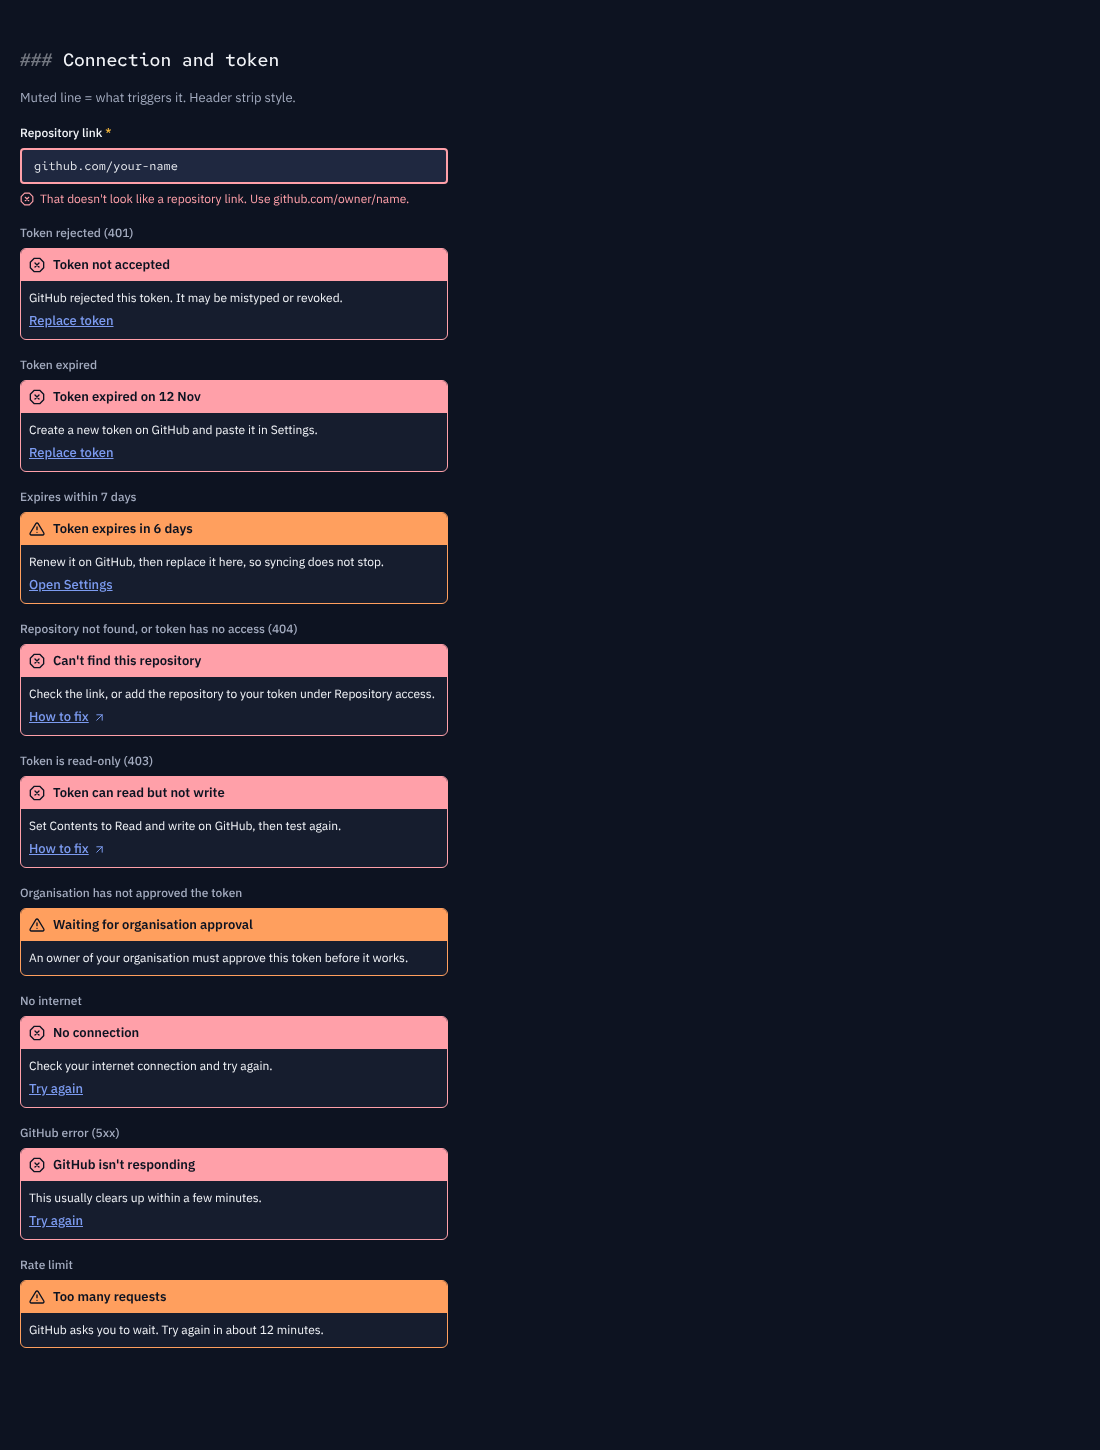 ### Connection and token
Muted line = what triggers it. Header strip style.
Repository link *
github.com/your-name
That doesn't look like a repository link. Use github.com/owner/name.
Token rejected (401)
Token not accepted
GitHub rejected this token. It may be mistyped or revoked.
Replace token
Token expired
Token expired on 12 Nov
Create a new token on GitHub and paste it in Settings.
Replace token
Expires within 7 days
Token expires in 6 days
Renew it on GitHub, then replace it here, so syncing does not stop.
Open Settings
Repository not found, or token has no access (404)
Can't find this repository
Check the link, or add the repository to your token under Repository access.
How to fix
Token is read-only (403)
Token can read but not write
Set Contents to Read and write on GitHub, then test again.
How to fix
Organisation has not approved the token
Waiting for organisation approval
An owner of your organisation must approve this token before it works.
No internet
No connection
Check your internet connection and try again.
Try again
GitHub error (5xx)
GitHub isn't responding
This usually clears up within a few minutes.
Try again
Rate limit
Too many requests
GitHub asks you to wait. Try again in about 12 minutes.